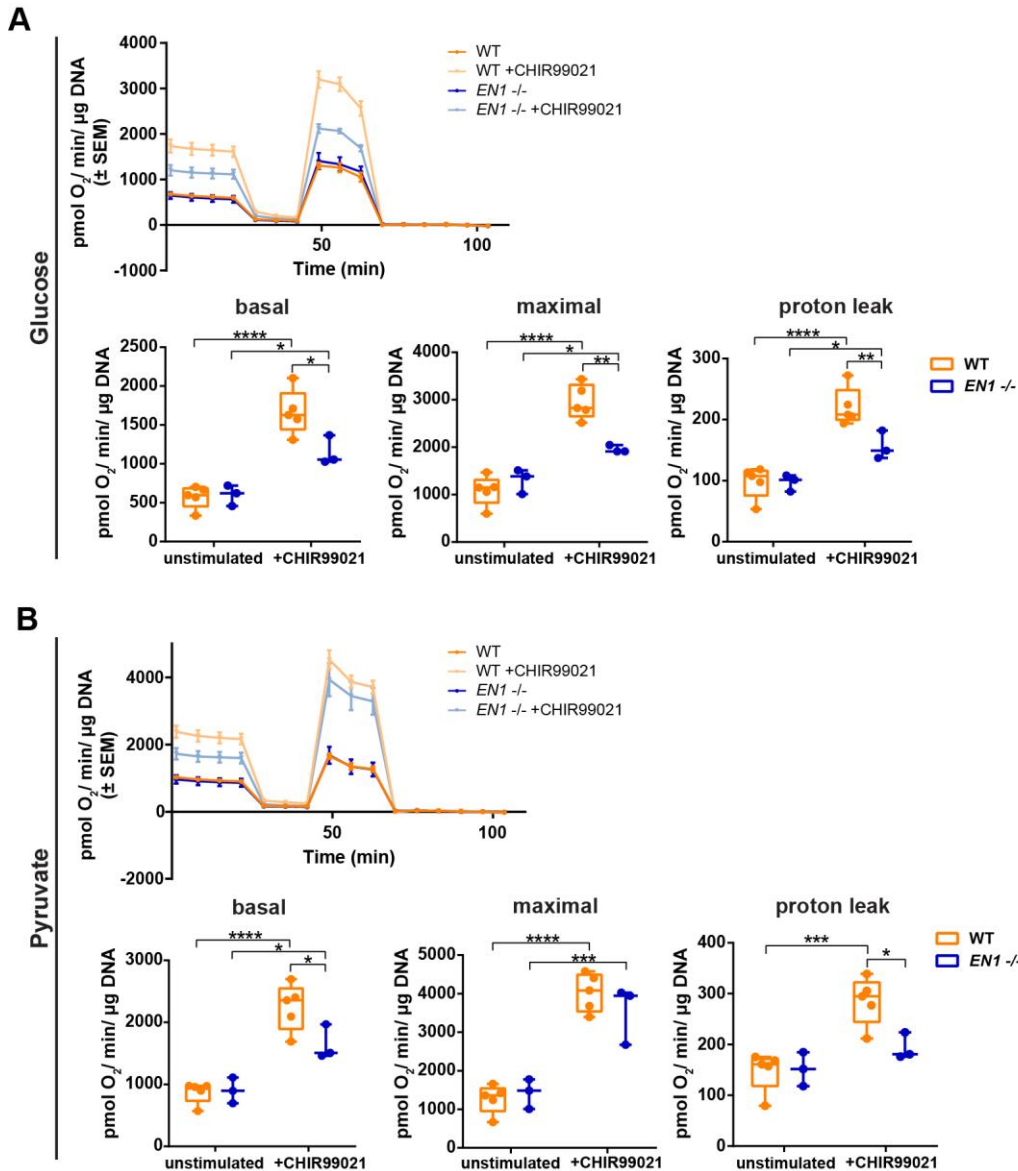 A
Glucose
pmol O2/ min/ µg DNA
(± SEM)
4000
3000
2000
1000
0
-1000
50
100
Time (min)
WT
WT +CHIR99021
EN1 -/-
EN1 -/- +CHIR99021
basal
pmol O2/ min/ µg DNA
2500
2000
1500
1000
500
0
****
*
*
unstimulated
+CHIR99021
maximal
pmol O2/ min/ µg DNA
4000
3000
2000
1000
0
****
*
**
unstimulated
+CHIR99021
proton leak
pmol O2/ min/ µg DNA
300
200
100
0
****
*
**
unstimulated
+CHIR99021
WT
EN1 -/-
B
Pyruvate
pmol O2/ min/ µg DNA
(± SEM)
4000
2000
0
-2000
50
100
Time (min)
WT
WT +CHIR99021
EN1 -/-
EN1 -/- +CHIR99021
basal
pmol O2/ min/ µg DNA
3000
2000
1000
0
****
*
*
unstimulated
+CHIR99021
maximal
pmol O2/ min/ µg DNA
5000
4000
3000
2000
1000
0
****
***
unstimulated
+CHIR99021
proton leak
pmol O2/ min/ µg DNA
400
300
200
100
0
***
*
unstimulated
+CHIR99021
WT
EN1 -/-